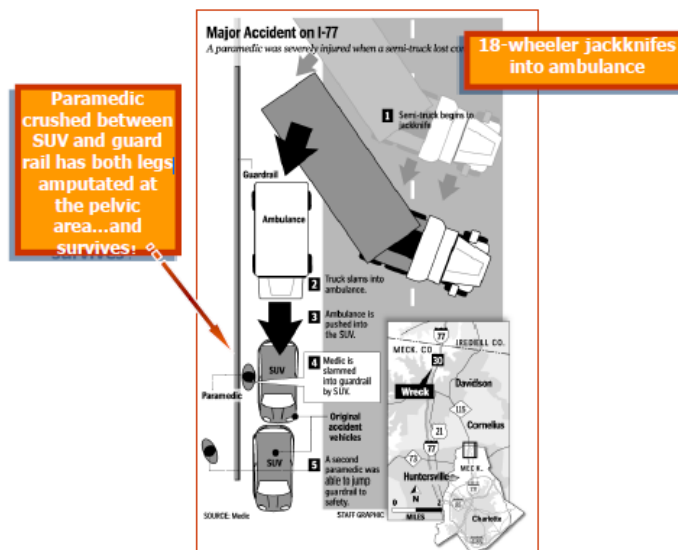 Major Accident on I-77
A paramedic was severely injured when a semi-truck lost
18-wheeler jackknifes
into ambulance
Paramedic
crushed between
SUV and guard
rail has both legs
amputated at
the pelvic
area...and
survives!
1 Semi-truck begins to
jackknife
Guardrail
Ambulance
2 Truck slams into
ambulance.
3 Ambulance is
pushed into
the SUV.
SUV
4 Medic is
slammed
into guardrail
by SUV.
Paramedic
Original
accident
vehicles
SUV
5 A second
paramedic was
able to jump
guardrail to
safety.
SOURCE: Medic
STAFF GRAPHIC
77
MECK. CO
IREDELL CO.
30
Wreck
Davidson
115
Cornelius
21
77
73
MECK.
Huntersville
N
0 2
MILES
Charlotte